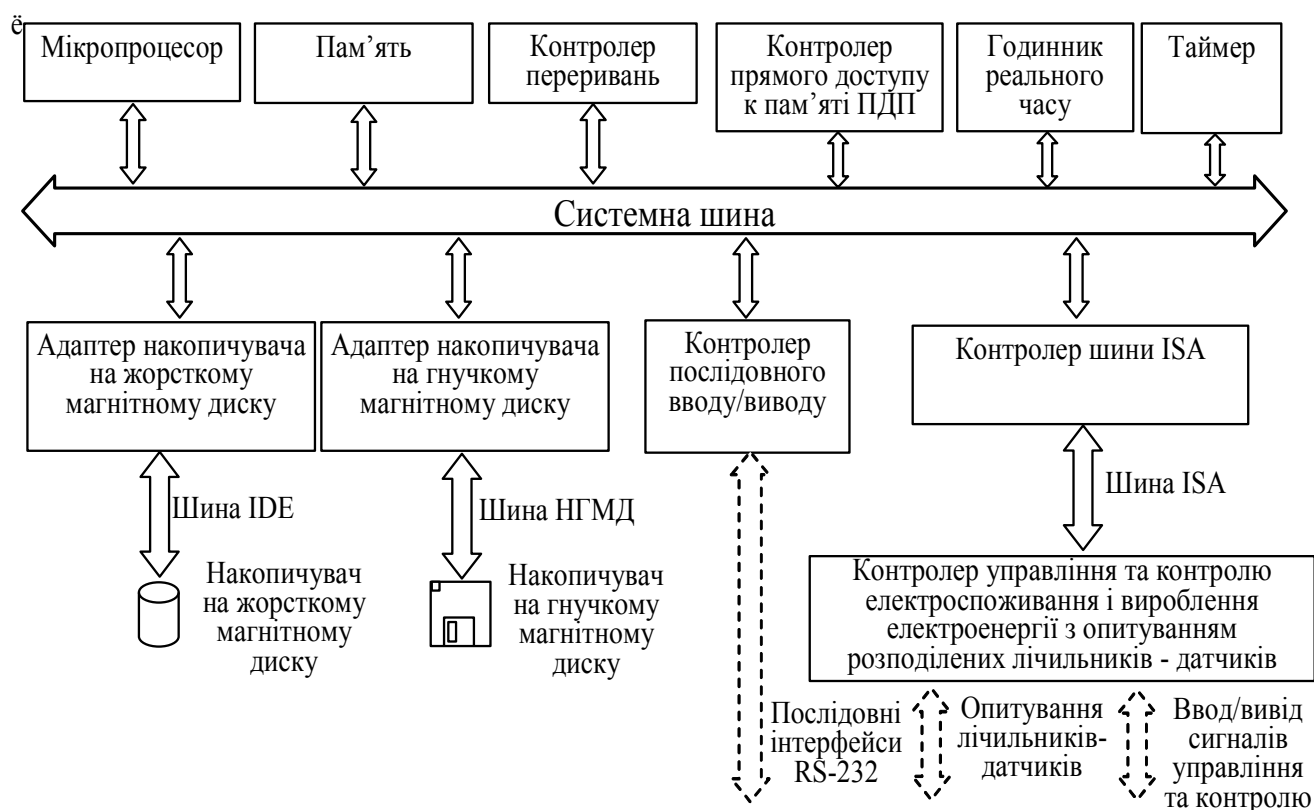 ё
Мікропроцесор
Пам’ять
Контролер
переривань
Контролер
прямого доступу
к пам’яті ПДП
Годинник
реального
часу
Таймер
Системна шина
Адаптер накопичувача
на жорсткому
магнітному диску
Адаптер накопичувача
на гнучкому
магнітному диску
Контролер
послідовного
вводу/виводу
Контролер шини ISA
Шина IDE
Шина НГМД
Шина ISA
Накопичувач
на жорсткому
магнітному
диску
Накопичувач
на гнучкому
магнітному
диску
Контролер управління та контролю
електроспоживання і вироблення
електроенергії з опитуванням
розподілених лічильників - датчиків
Послідовні
інтерфейси
RS-232
Опитування
лічильників-
датчиків
Ввод/вивід
сигналів
управління
та контролю